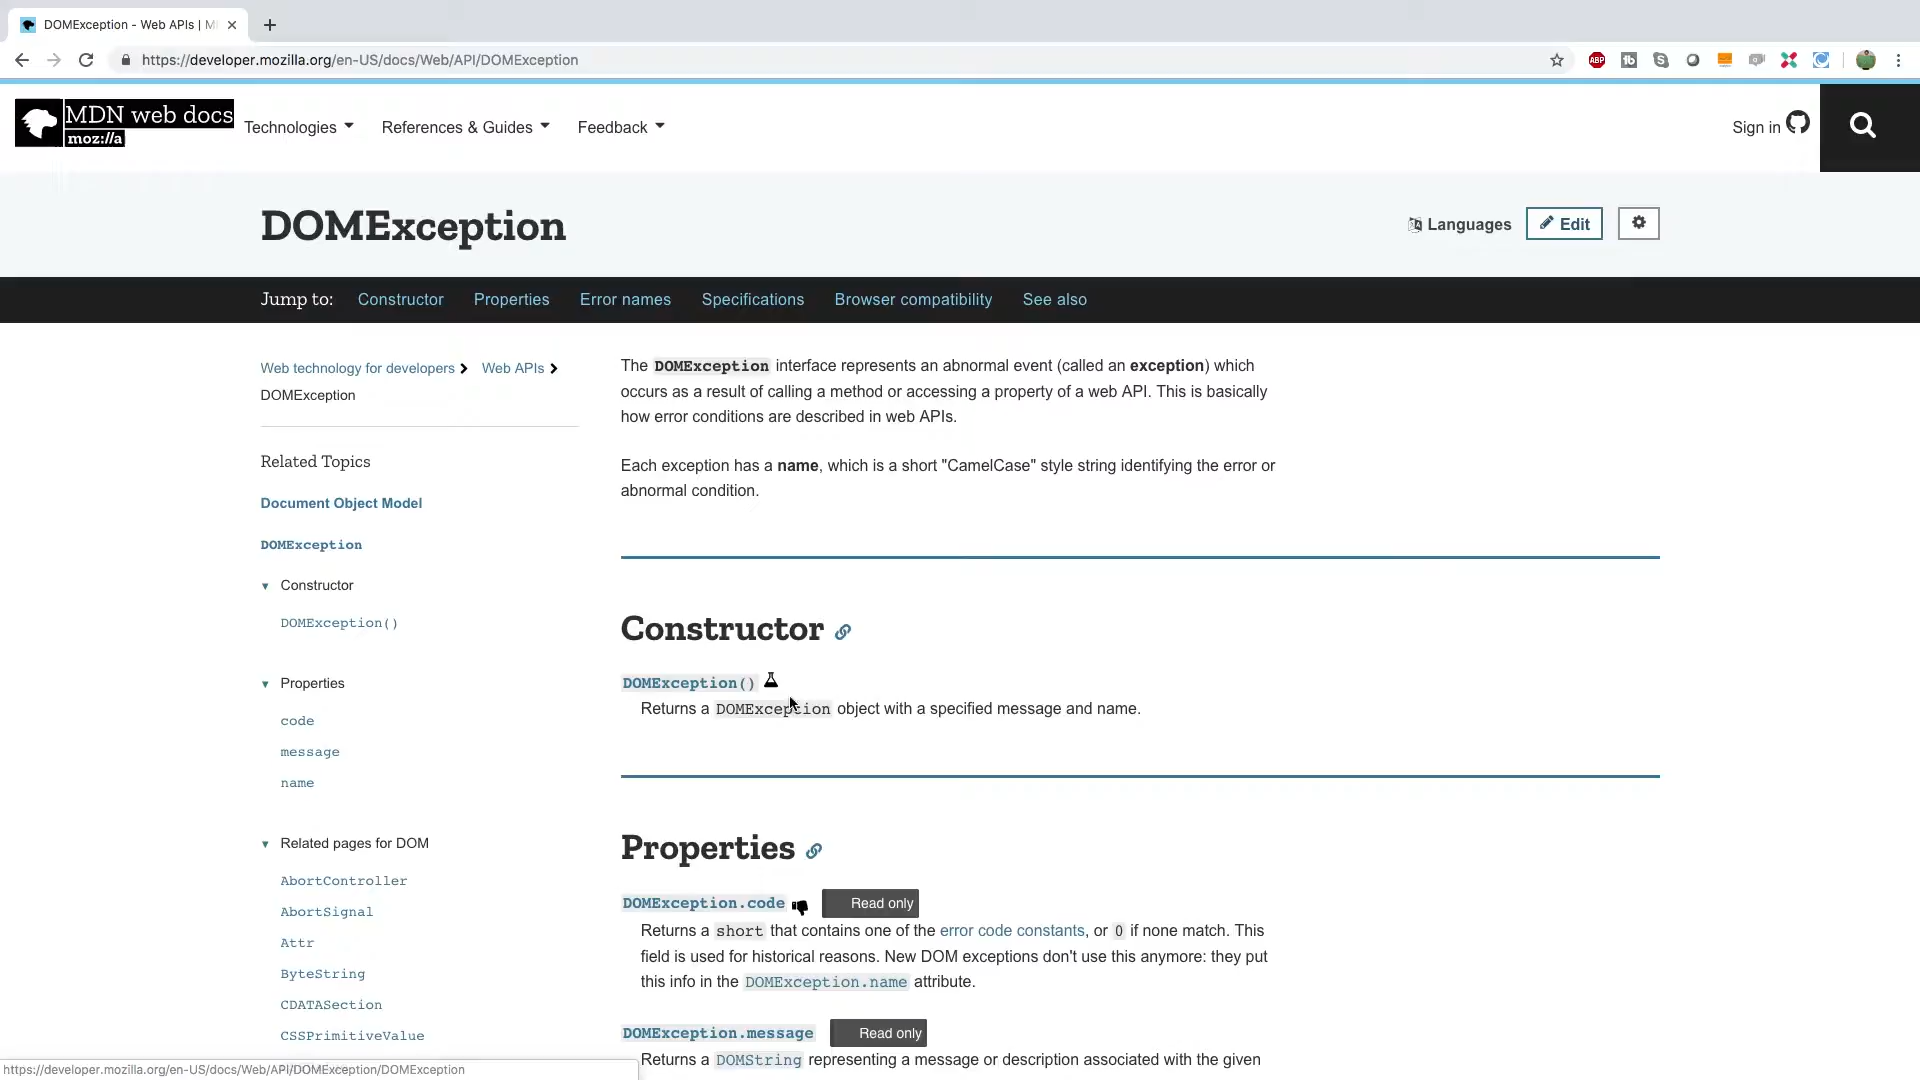 DOMException - Web APIs | M
https://developer.mozilla.org/en-US/docs/Web/API/DOMException
ABP
MDN web docs
moz://a
Technologies
References & Guides
Feedback
Sign in
DOMException
Languages
Edit
Jump to:
Constructor
Properties
Error names
Specifications
Browser compatibility
See also
Web technology for developers
Web APIs
DOMException
Related Topics
Document Object Model
DOMException
Constructor
DOMException()
Properties
code
message
name
Related pages for DOM
AbortController
AbortSignal
Attr
ByteString
CDATASection
CSSPrimitiveValue
The DOMException interface represents an abnormal event (called an exception) which
occurs as a result of calling a method or accessing a property of a web API. This is basically
how error conditions are described in web APIs.
Each exception has a name, which is a short "CamelCase" style string identifying the error or
abnormal condition.
Constructor
DOMException()
Returns a DOMException object with a specified message and name.
Properties
DOMException.code
Read only
Returns a short that contains one of the error code constants, or 0 if none match. This
field is used for historical reasons. New DOM exceptions don't use this anymore: they put
this info in the DOMException.name attribute.
DOMException.message
Read only
Returns a DOMString representing a message or description associated with the given
https://developer.mozilla.org/en-US/docs/Web/API/DOMException/DOMException